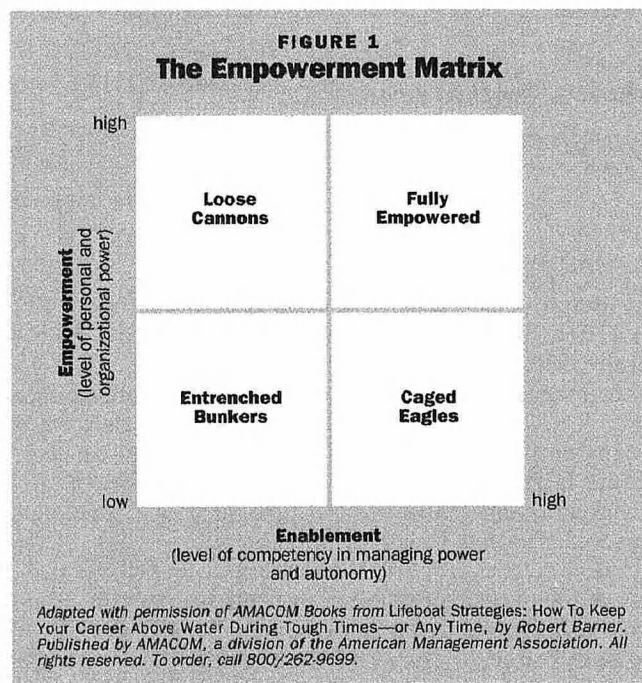 FIGURE 1
The Empowerment Matrix
high
Loose
Cannons
Fully
Empowered
Empowerment
(level of personal and
organizational power)
Entrenched
Bunkers
Caged
Eagles
low
high
Enablement
(level of competency in managing power
and autonomy)
Adapted with permission of AMACOM Books from Lifeboat Strategies: How To Keep
Your Career Above Water During Tough Times—or Any Time, by Robert Barner.
Published by AMACOM, a division of the American Management Association. All
rights reserved. To order, call 800/262-9699.